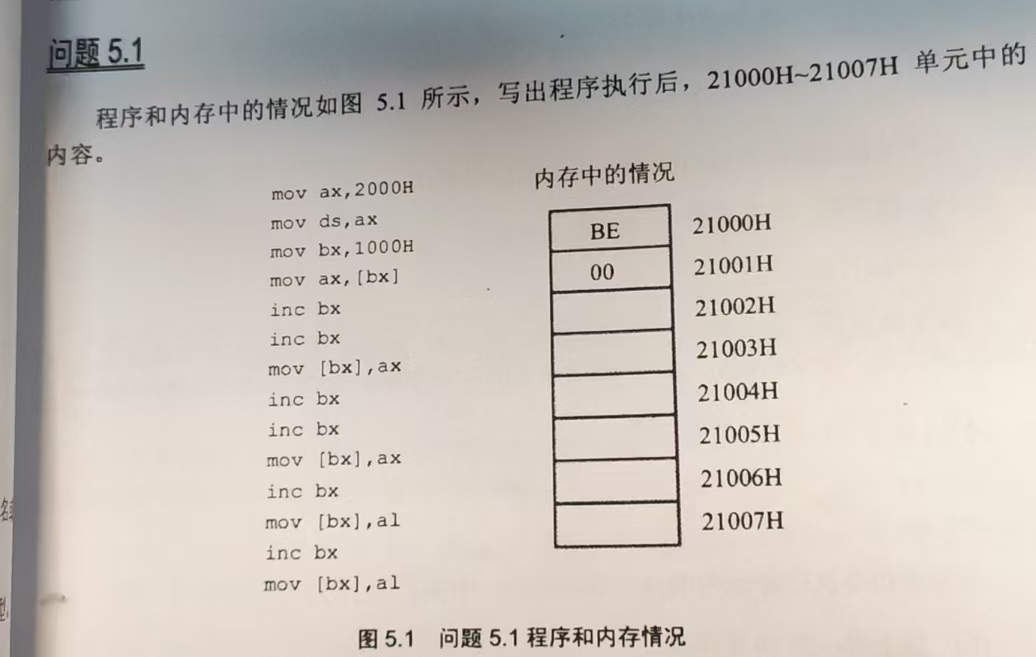 问题 5.1
程序和内存中的情况如图 5.1 所示，写出程序执行后，21000H~21007H 单元中的
内容。
mov ax,2000H
mov ds,ax
mov bx,1000H
mov ax,[bx]
inc bx
inc bx
mov [bx],ax
inc bx
inc bx
mov [bx],ax
inc bx
mov [bx],al
inc bx
mov [bx],al
内存中的情况
BE 21000H
00 21001H
21002H
21003H
21004H
21005H
21006H
21007H
图 5.1 问题 5.1 程序和内存情况